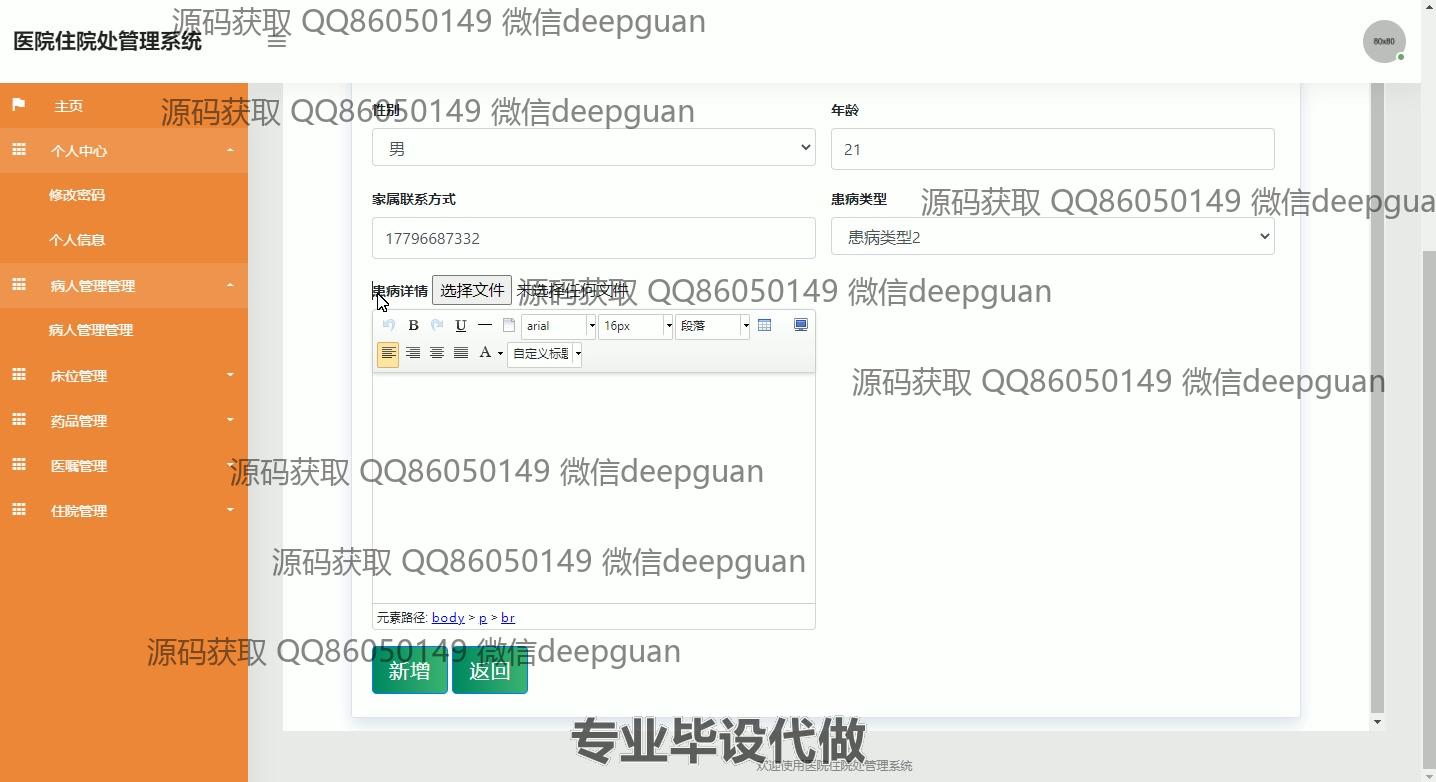 源码获取 QQ86050149 微信deepguan
医院住院处管理系统
80x80
主页
源码获取 QQ86050149 微信deepguan
性别
年龄
个人中心
男
21
修改密码
家属联系方式
患病类型
源码获取 QQ86050149 微信deepgua
个人信息
17796687332
患病类型2
病人管理管理
患病详情 选择文件 未选择任何文件
源码获取 QQ86050149 微信deepguan
病人管理管理
B U arial 16px 段落
A 自定义标题
床位管理
源码获取 QQ86050149 微信deepguan
药品管理
医嘱管理
源码获取 QQ86050149 微信deepguan
住院管理
源码获取 QQ86050149 微信deepguan
元素路径: body > p > br
源码获取 QQ86050149 微信deepguan
新增 返回
专业毕设代做
欢迎使用医院住院处管理系统